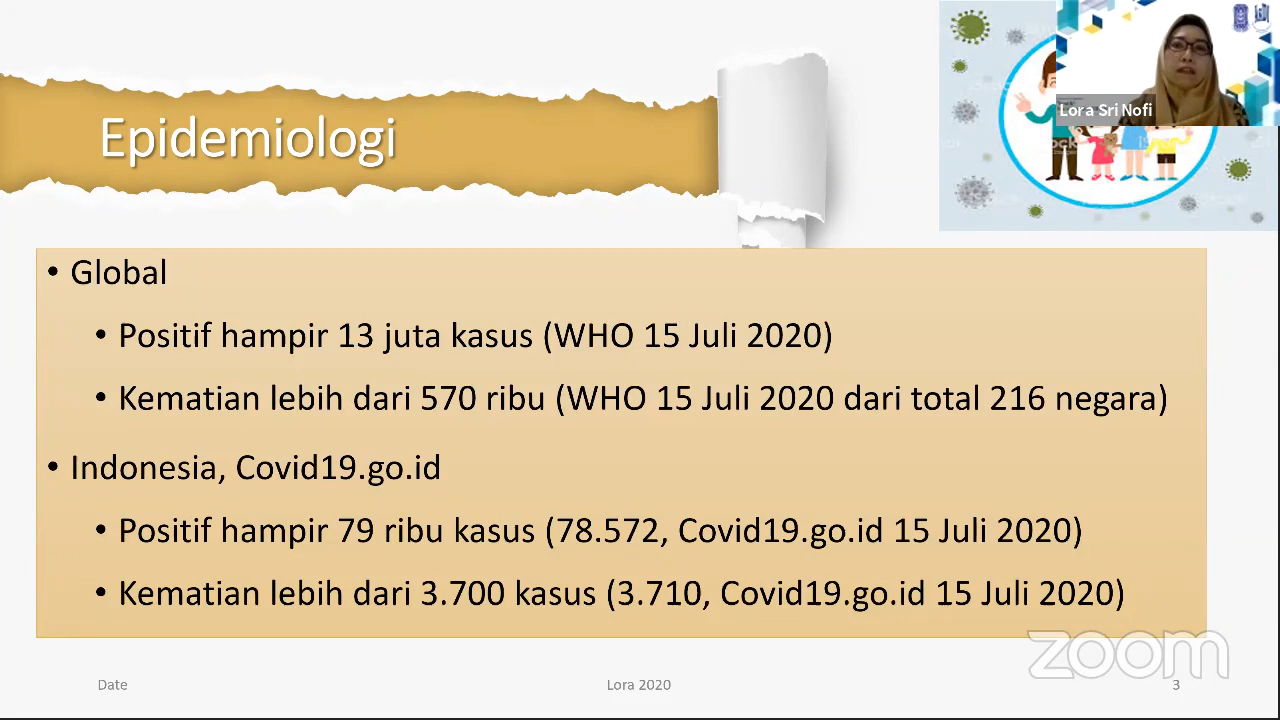 Epidemiologi
Lora Sri Nofi
• Global
• Positif hampir 13 juta kasus (WHO 15 Juli 2020)
• Kematian lebih dari 570 ribu (WHO 15 Juli 2020 dari total 216 negara)
• Indonesia, Covid19.go.id
• Positif hampir 79 ribu kasus (78.572, Covid19.go.id 15 Juli 2020)
• Kematian lebih dari 3.700 kasus (3.710, Covid19.go.id 15 Juli 2020)
zoom
Date
Lora 2020
3